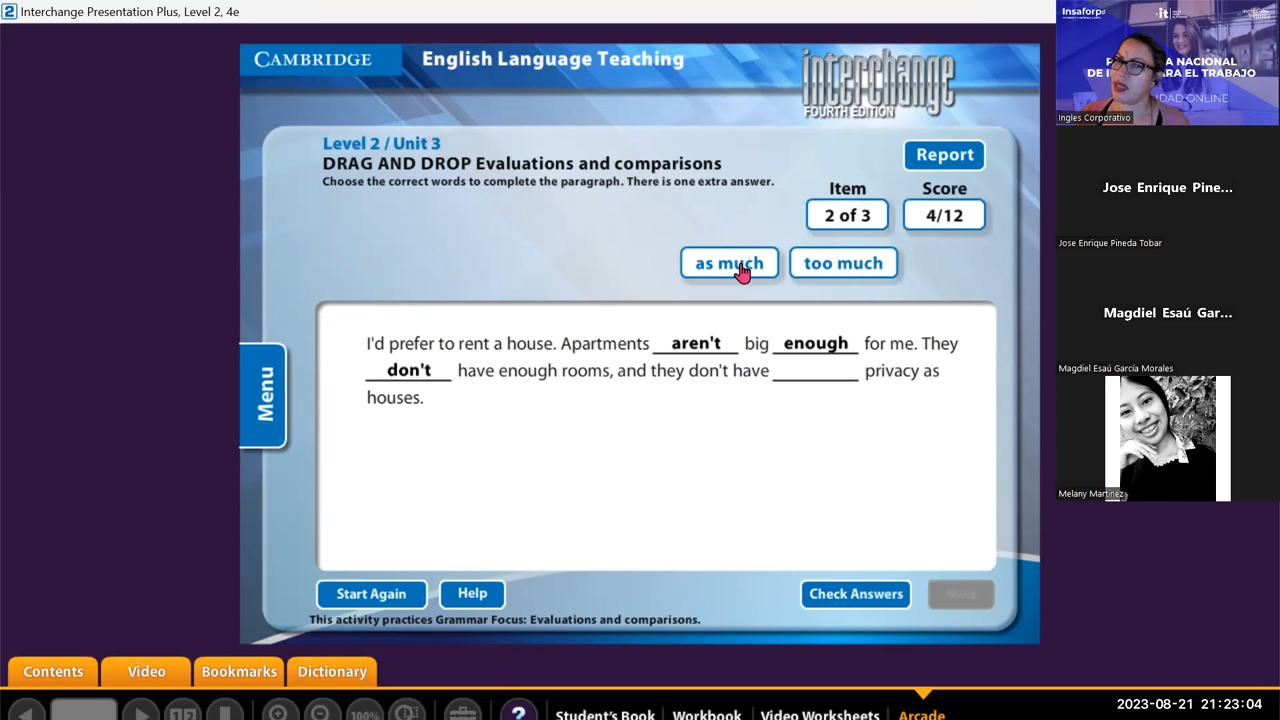 Interchange Presentation Plus, Level 2, 4e
CAMBRIDGE
English Language Teaching
interchange
FOURTH EDITION
Level 2 / Unit 3
DRAG AND DROP Evaluations and comparisons
Choose the correct words to complete the paragraph. There is one extra answer.
Report
Item
Score
2 of 3
4/12
as much
too much
I'd prefer to rent a house. Apartments aren't big enough for me. They
don't have enough rooms, and they don't have ________ privacy as
houses.
Menu
Start Again
Help
Check Answers
Next
This activity practices Grammar Focus: Evaluations and comparisons.
Contents
Video
Bookmarks
Dictionary
100%
?
Student's Book
Workbook
Video Worksheets
Arcade
Insaforp
NACIONAL
ARA EL TRABAJO
ONLINE
Ingles Corporativo
Jose Enrique Pine...
Jose Enrique Pineda Tobar
Magdiel Esaú Gar...
Magdiel Esaú García Morales
Melany Martinez
2023-08-21 21:23:04